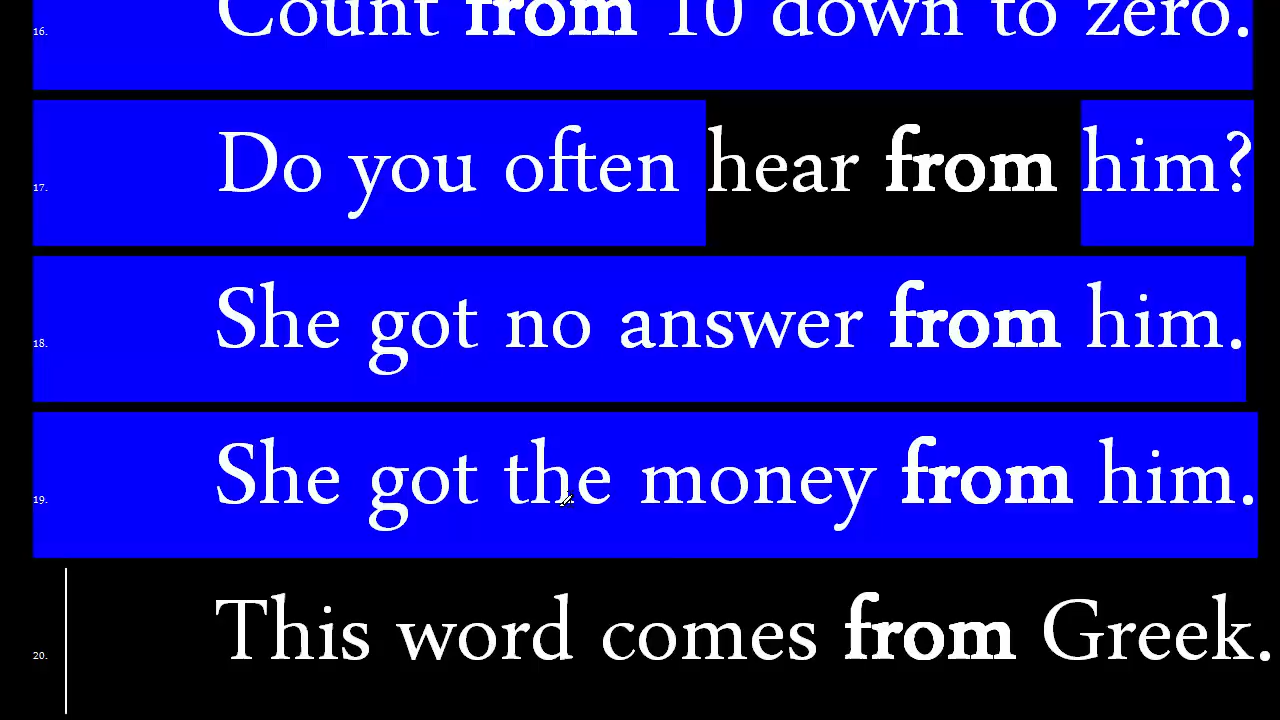 16. Count from 10 down to zero.
17. Do you often hear from him?
18. She got no answer from him.
19. She got the money from him.
20. This word comes from Greek.